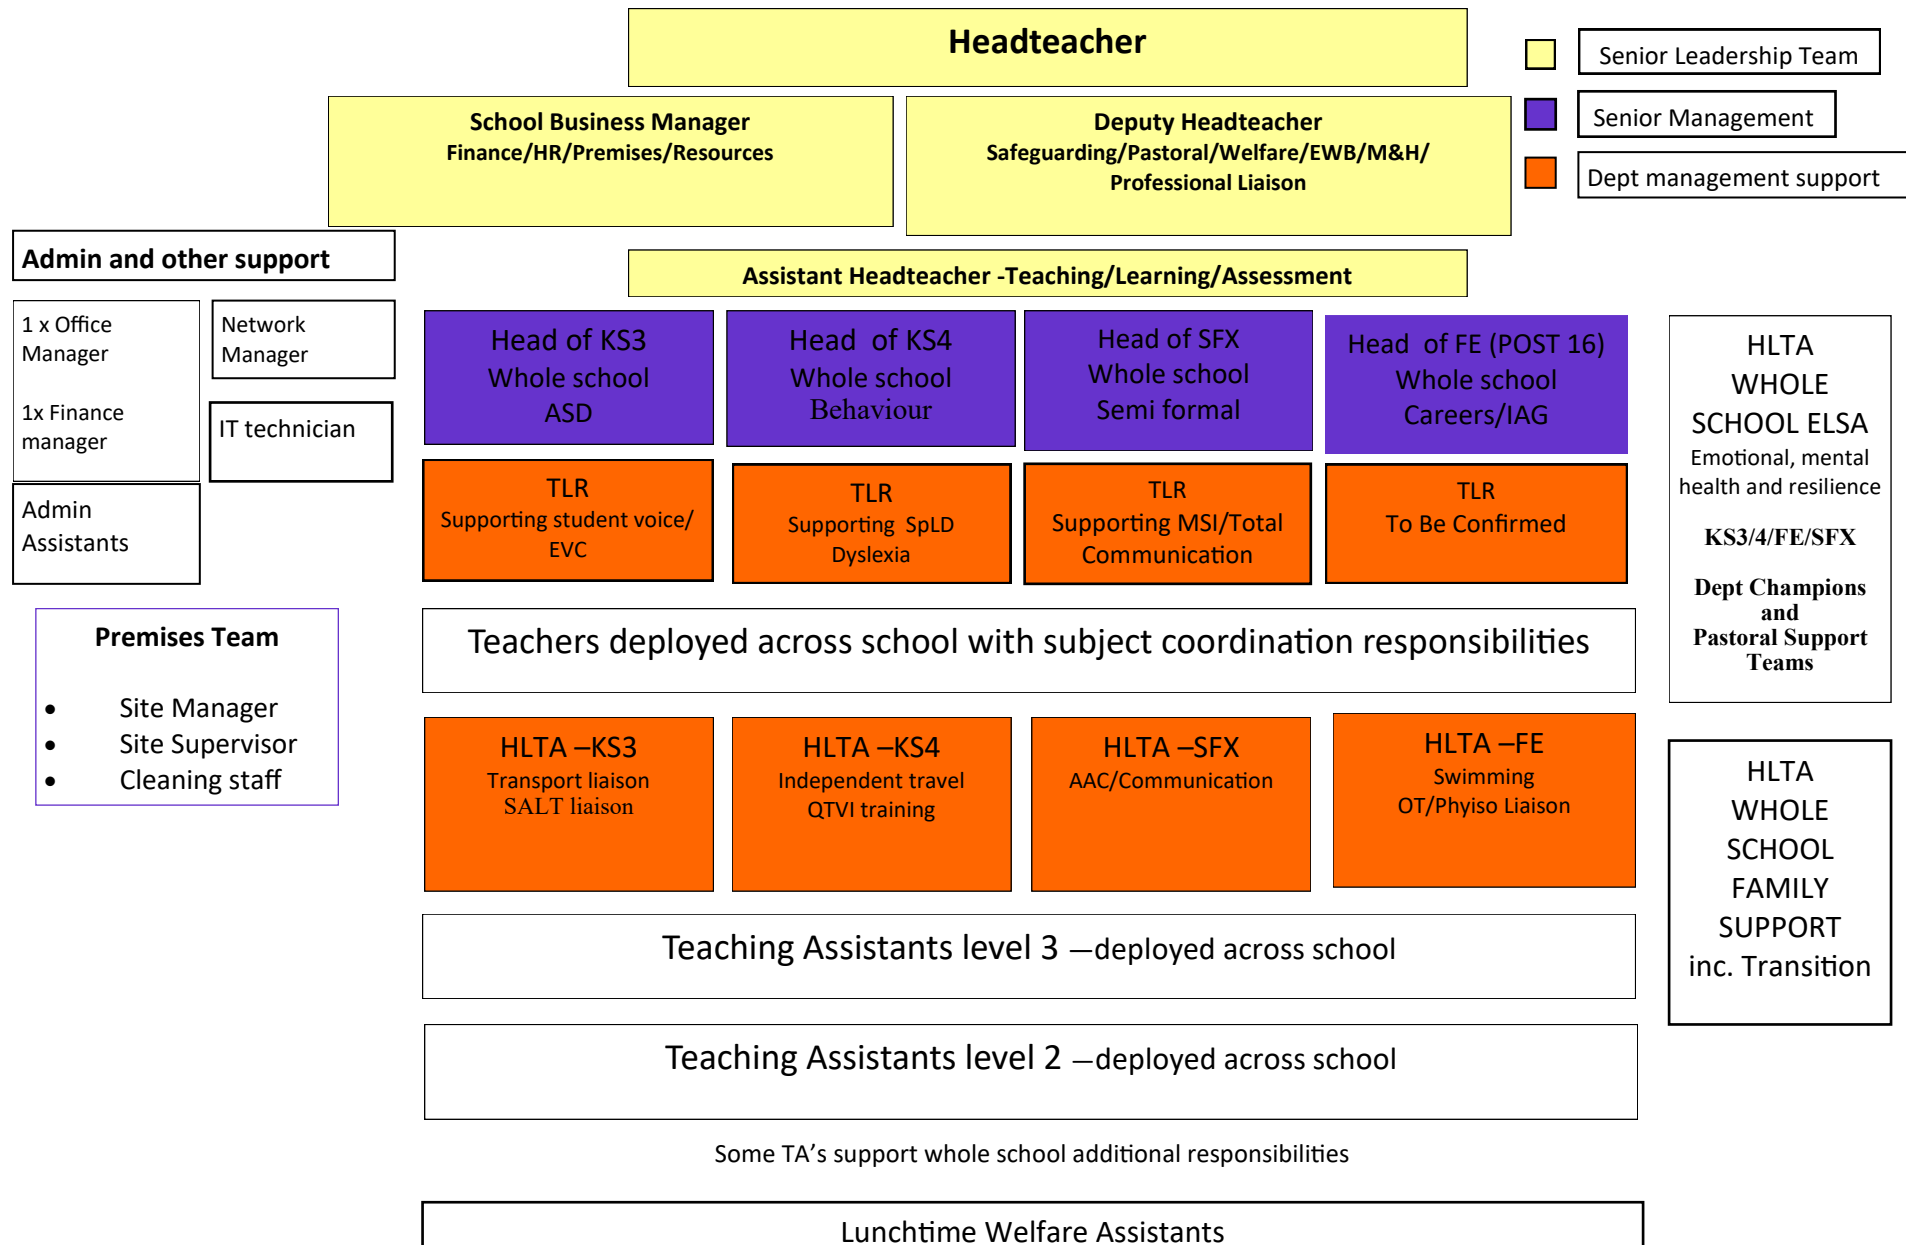 Headteacher
Senior Leadership Team
Senior Management
Dept management support
School Business Manager
Finance/HR/Premises/Resources
Deputy Headteacher
Safeguarding/Pastoral/Welfare/EWB/M&H/
Professional Liaison
Assistant Headteacher -Teaching/Learning/Assessment
Admin and other support
1 x Office
Manager
1x Finance
manager
Network
Manager
IT technician
Admin
Assistants
Premises Team
• Site Manager
• Site Supervisor
• Cleaning staff
Head of KS3
Whole school
ASD
Head of KS4
Whole school
Behaviour
Head of SFX
Whole school
Semi formal
Head of FE (POST 16)
Whole school
Careers/IAG
TLR
Supporting student voice/
EVC
TLR
Supporting SpLD
Dyslexia
TLR
Supporting MSI/Total
Communication
TLR
To Be Confirmed
Teachers deployed across school with subject coordination responsibilities
HLTA –KS3
Transport liaison
SALT liaison
HLTA –KS4
Independent travel
QTVI training
HLTA –SFX
AAC/Communication
HLTA –FE
Swimming
OT/Phyiso Liaison
Teaching Assistants level 3 —deployed across school
Teaching Assistants level 2 —deployed across school
Some TA's support whole school additional responsibilities
Lunchtime Welfare Assistants
HLTA
WHOLE
SCHOOL ELSA
Emotional, mental
health and resilience
KS3/4/FE/SFX
Dept Champions
and
Pastoral Support
Teams
HLTA
WHOLE
SCHOOL
FAMILY
SUPPORT
inc. Transition